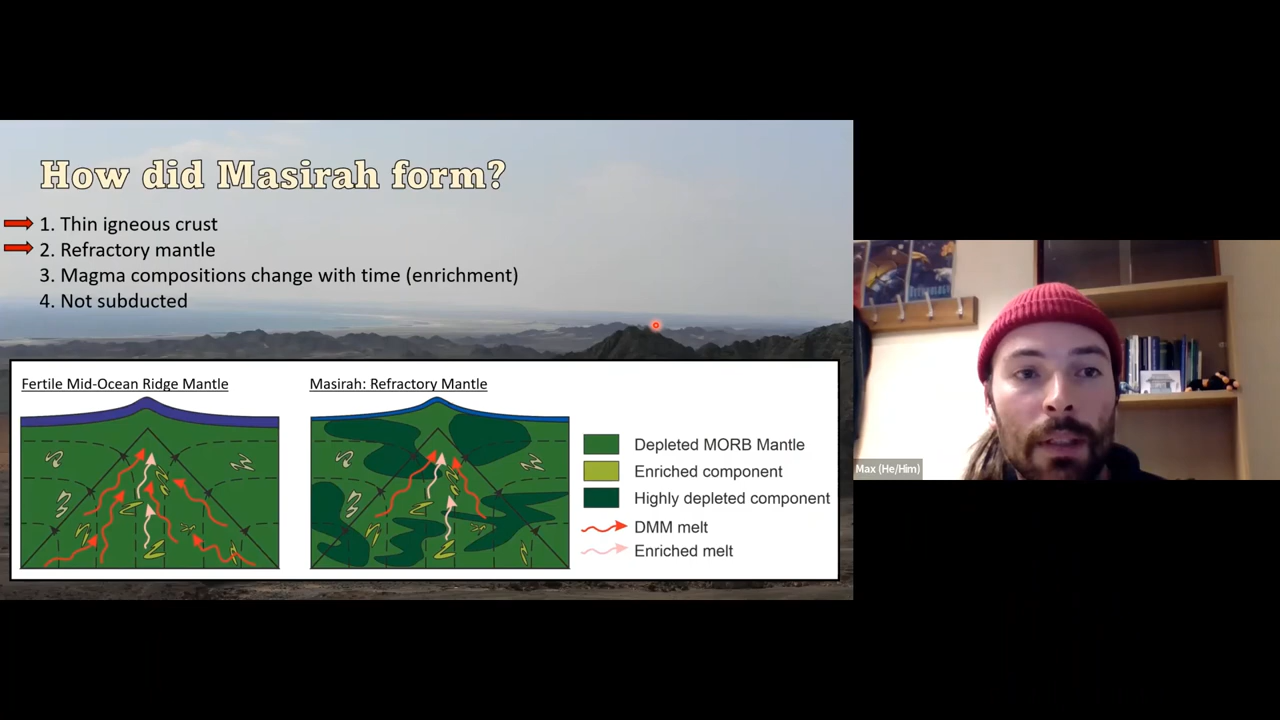 How did Masirah form?
1. Thin igneous crust
2. Refractory mantle
3. Magma compositions change with time (enrichment)
4. Not subducted
Fertile Mid-Ocean Ridge Mantle
Masirah: Refractory Mantle
Depleted MORB Mantle
Enriched component
Highly depleted component
DMM melt
Enriched melt
Max (He/Him)